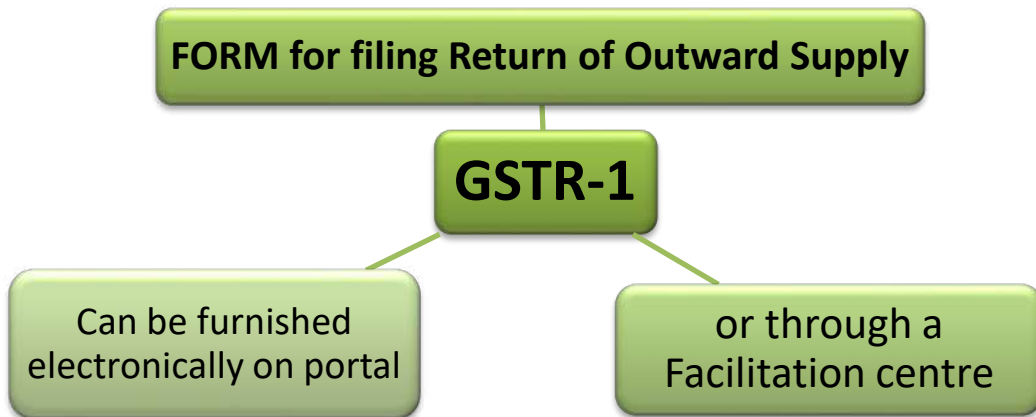 FORM for filing Return of Outward Supply
GSTR-1
Can be furnished
electronically on portal
or through a
Facilitation centre